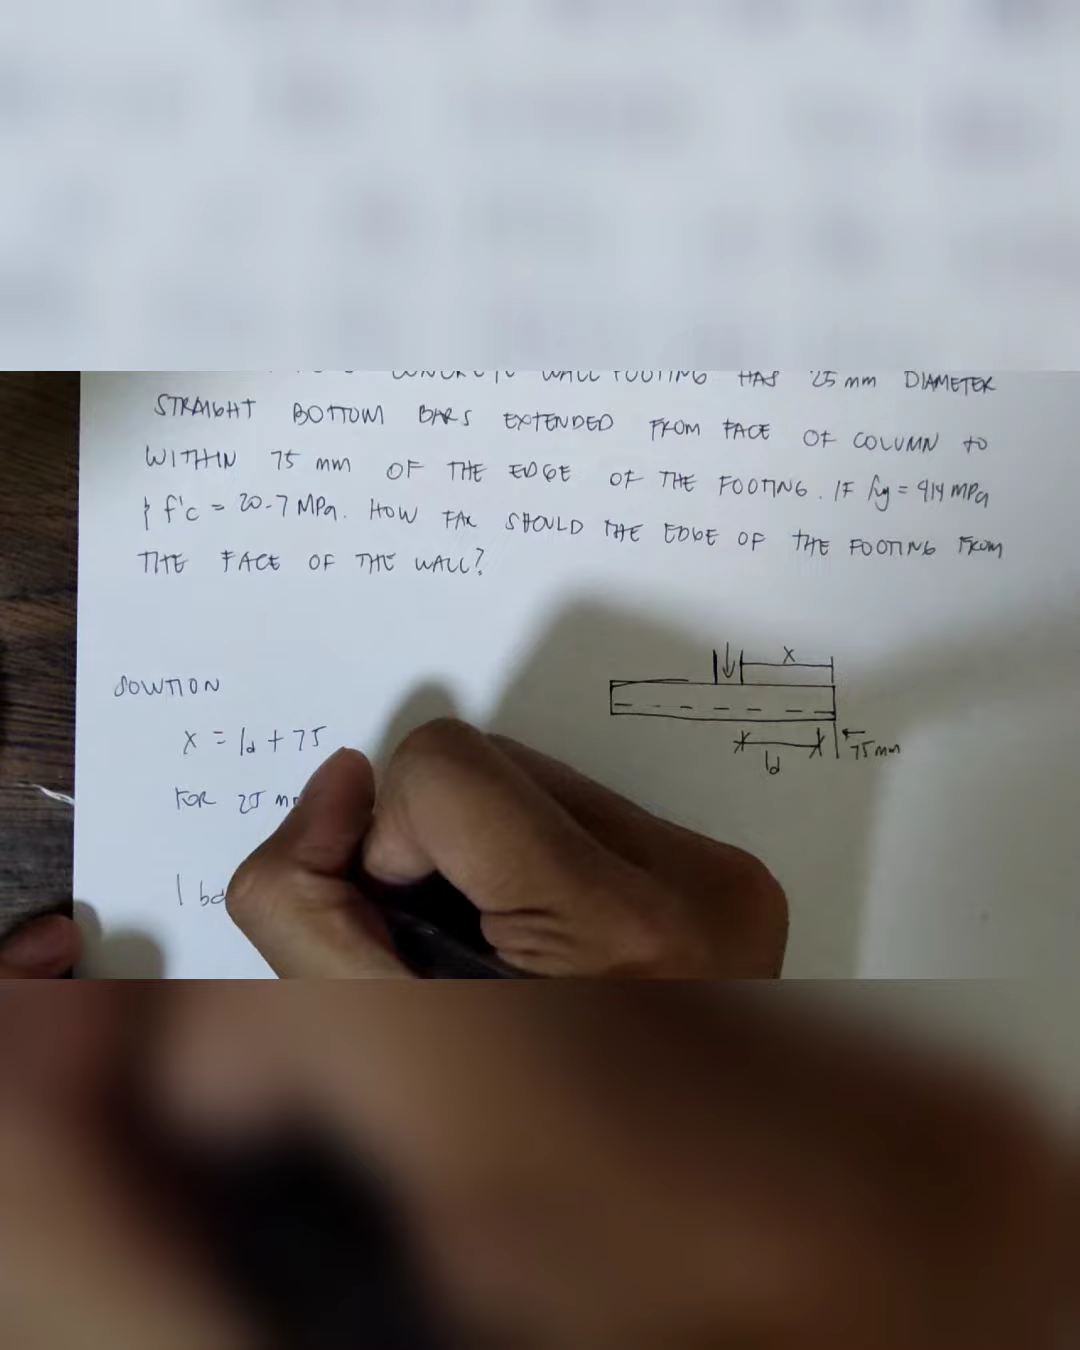 WALL FOOTING HAS 25 mm DIAMETER
STRAIGHT BOTTOM BARS EXTENDED FROM FACE OF COLUMN TO
WITHIN 75 mm OF THE EDGE OF THE FOOTING. IF fy = 414 MPa
& f'c = 20.7 MPa. HOW FAR SHOULD THE EDGE OF THE FOOTING FROM
THE FACE OF THE WALL?
SOLUTION
x
x = ld + 75
75 mm
ld
FOR 25